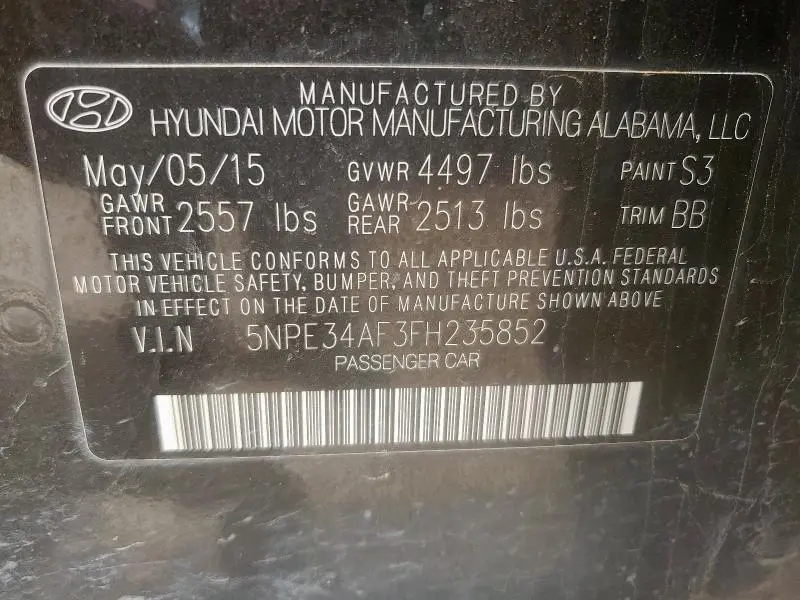 MANUFACTURED BY
HYUNDAI MOTOR MANUFACTURING ALABAMA, LLC
May/05/15 GVWR 4497 lbs PAINT S3
GAWR FRONT 2557 lbs GAWR REAR 2513 lbs TRIM BB
THIS VEHICLE CONFORMS TO ALL APPLICABLE U.S.A. FEDERAL
MOTOR VEHICLE SAFETY, BUMPER, AND THEFT PREVENTION STANDARDS
IN EFFECT ON THE DATE OF MANUFACTURE SHOWN ABOVE
V.I.N 5NPE34AF3FH235852
PASSENGER CAR